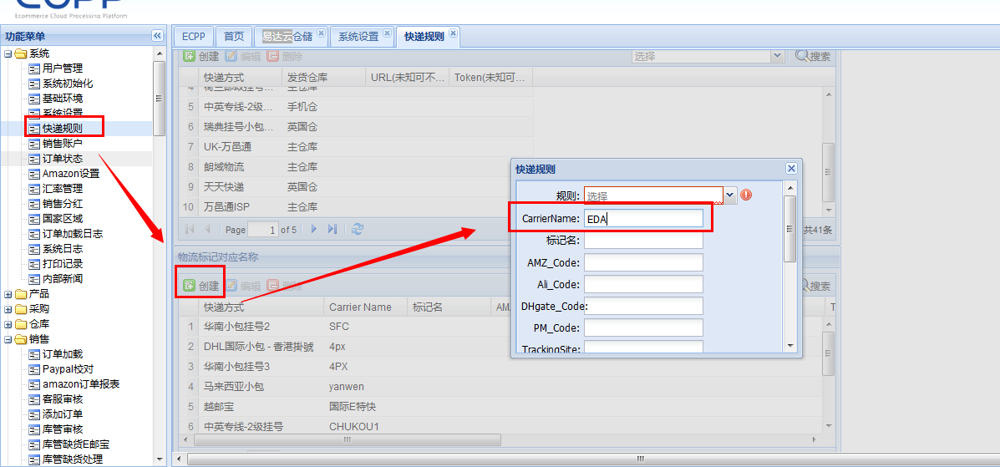 ECPP
Ecommerce Cloud Processing Platform
功能菜单
系统
用户管理
系统初始化
基础环境
系统设置
快递规则
销售账户
订单状态
Amazon设置
汇率管理
销售分红
国家区域
订单加载日志
系统日志
打印记录
内部新闻
产品
采购
仓库
销售
订单加载
Paypal校对
amazon订单报表
客服审核
添加订单
库管审核
库管缺货E邮宝
库管缺货处理
ECPP 首页 易达云仓储 系统设置 快递规则
创建 编辑 删除 选择 搜索
快递方式 发货仓库 URL(未知可不... Token(未知可...
4 主仓库
5 中英专线-2级... 手机仓
6 瑞典挂号小包... 英国仓
7 UK-万邑通 主仓库
8 朗域物流 主仓库
9 天天快递 英国仓
10 万邑通ISP 主仓库
Page 1 of 5 共41条
物流标记对应名称
创建 编辑 删除 搜索
快递方式 Carrier Name 标记名 AM T
1 华南小包挂号2 SFC
2 DHL国际小包 - 香港掛號 4px
3 华南小包挂号3 4PX
4 马来西亚小包 yanwen
5 越邮宝 国际E特快
6 中英专线-2级挂号 CHUKOU1
快递规则
规则: 选择
CarrierName: EDA
标记名:
AMZ_Code:
Ali_Code:
DHgate_Code:
PM_Code:
TrackingSite: